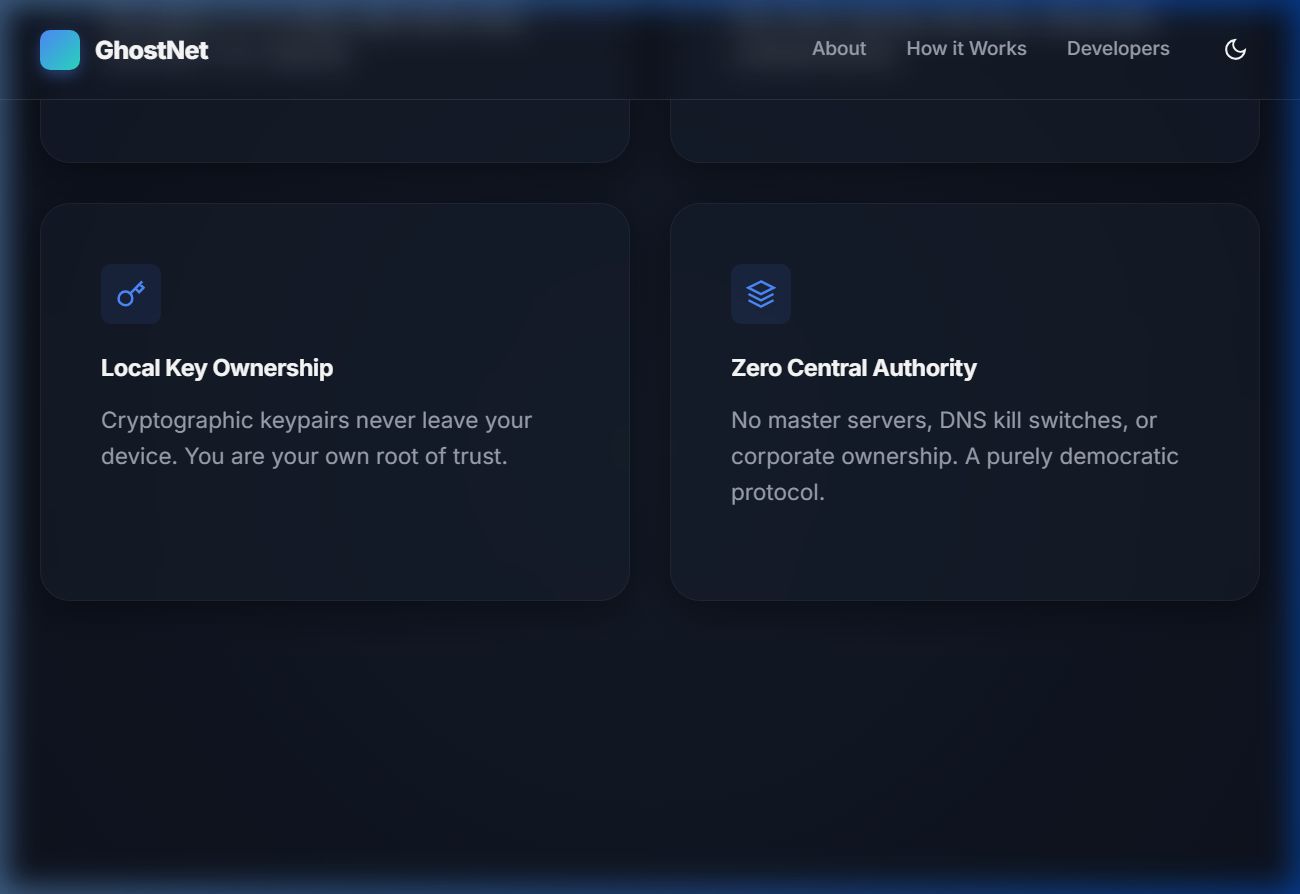 GhostNet
About
How it Works
Developers
Local Key Ownership
Cryptographic keypairs never leave your
device. You are your own root of trust.
Zero Central Authority
No master servers, DNS kill switches, or
corporate ownership. A purely democratic
protocol.